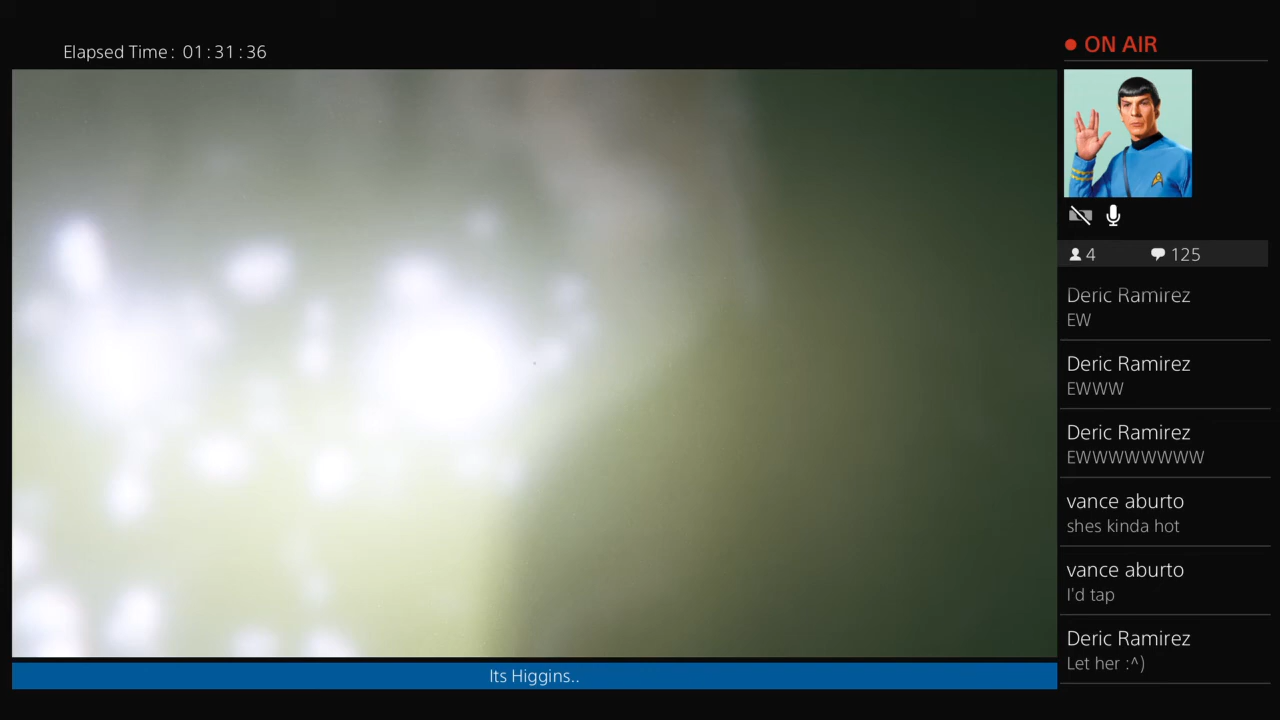 Elapsed Time: 01:31:36
ON AIR
4 125
Deric Ramirez
EW
Deric Ramirez
EWWW
Deric Ramirez
EWWWWWWWW
vance aburto
shes kinda hot
vance aburto
I'd tap
Deric Ramirez
Let her :^)
Its Higgins..